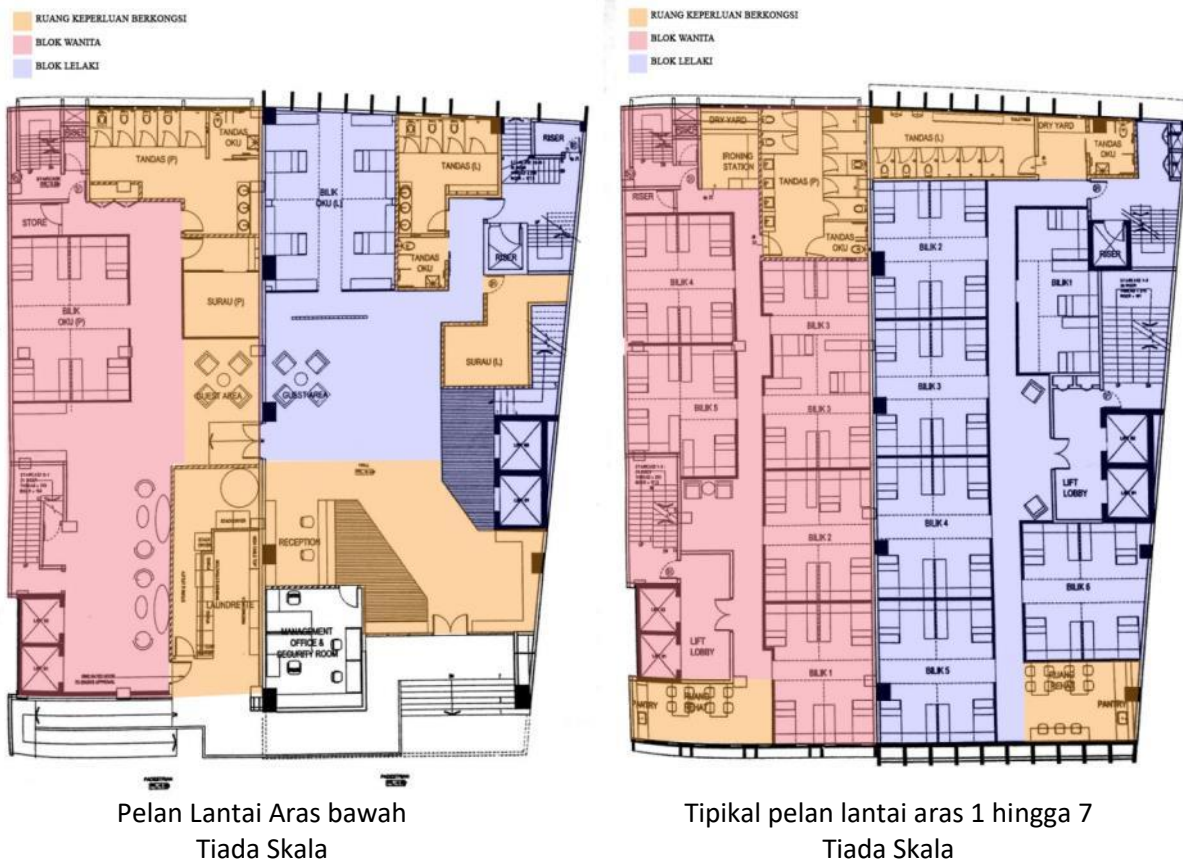 RUANG KEPERLUAN BERKONGSI
BLOK WANITA
BLOK LELAKI
TANDAS (P)
TANDAS
OKU
BILIK
OKU (L)
TANDAS (L)
RISER
STORE
TANDAS
OKU
RISER
BILIK
OKU (P)
SURAU (P)
SURAU (L)
GUEST AREA
GUEST AREA
RECEPTION
LAUNDRETTE
MANAGEMENT
OFFICE &
SECURITY ROOM
Pelan Lantai Aras bawah
Tiada Skala
RUANG KEPERLUAN BERKONGSI
BLOK WANITA
BLOK LELAKI
DRY YARD
IRONING
STATION
TANDAS (P)
TANDAS (L)
DRY YARD
TANDAS
OKU
RISER
TANDAS
OKU
BILIK 2
RISER
BILIK 4
BILIK1
BILIK 3
BILIK 3
BILIK 5
BILIK 3
LIFT
LOBBY
BILIK 4
BILIK 2
BILIK 6
LIFT
LOBBY
BILIK 1
BILIK 5
PANTRY
RUANG
REHAT
RUANG
REHAT
PANTRY
Tipikal pelan lantai aras 1 hingga 7
Tiada Skala